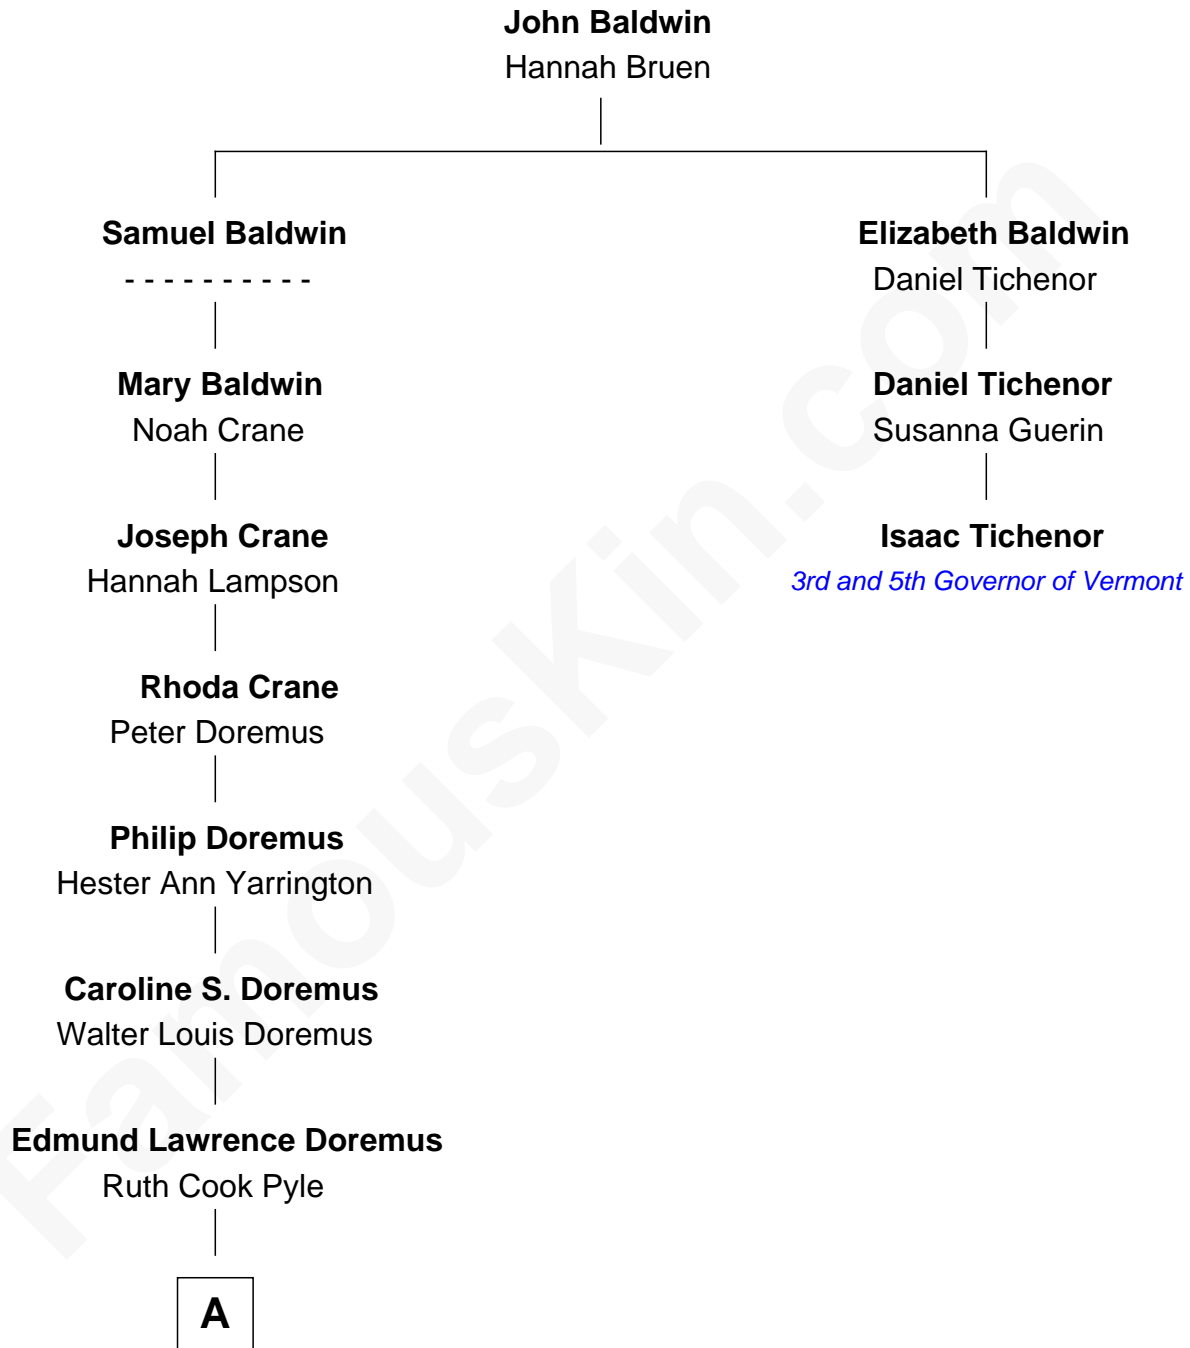 John Baldwin
Hannah Bruen
Samuel Baldwin
- - - - - - - - - -
Mary Baldwin
Noah Crane
Joseph Crane
Hannah Lampson
Rhoda Crane
Peter Doremus
Philip Doremus
Hester Ann Yarrington
Caroline S. Doremus
Walter Louis Doremus
Edmund Lawrence Doremus
Ruth Cook Pyle
A
Elizabeth Baldwin
Daniel Tichenor
Daniel Tichenor
Susanna Guerin
Isaac Tichenor
3rd and 5th Governor of Vermont
FamousKin.com